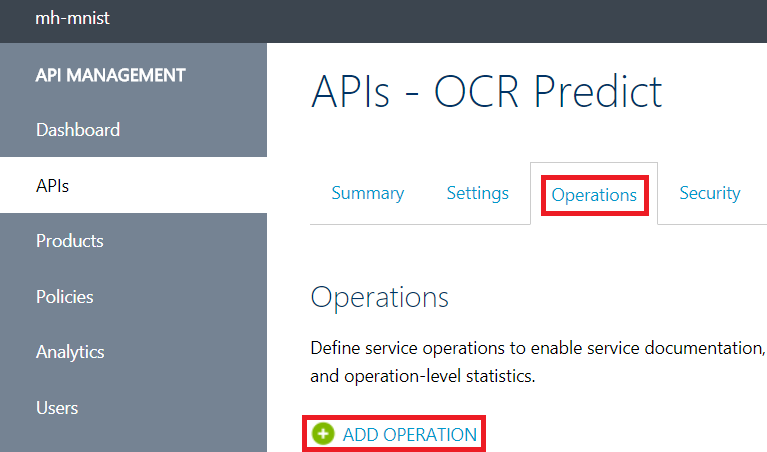 mh-mnist
API MANAGEMENT
Dashboard
APIs
Products
Policies
Analytics
Users
APIs - OCR Predict
Summary Settings Operations Security
Operations
Define service operations to enable service documentation,
and operation-level statistics.
ADD OPERATION